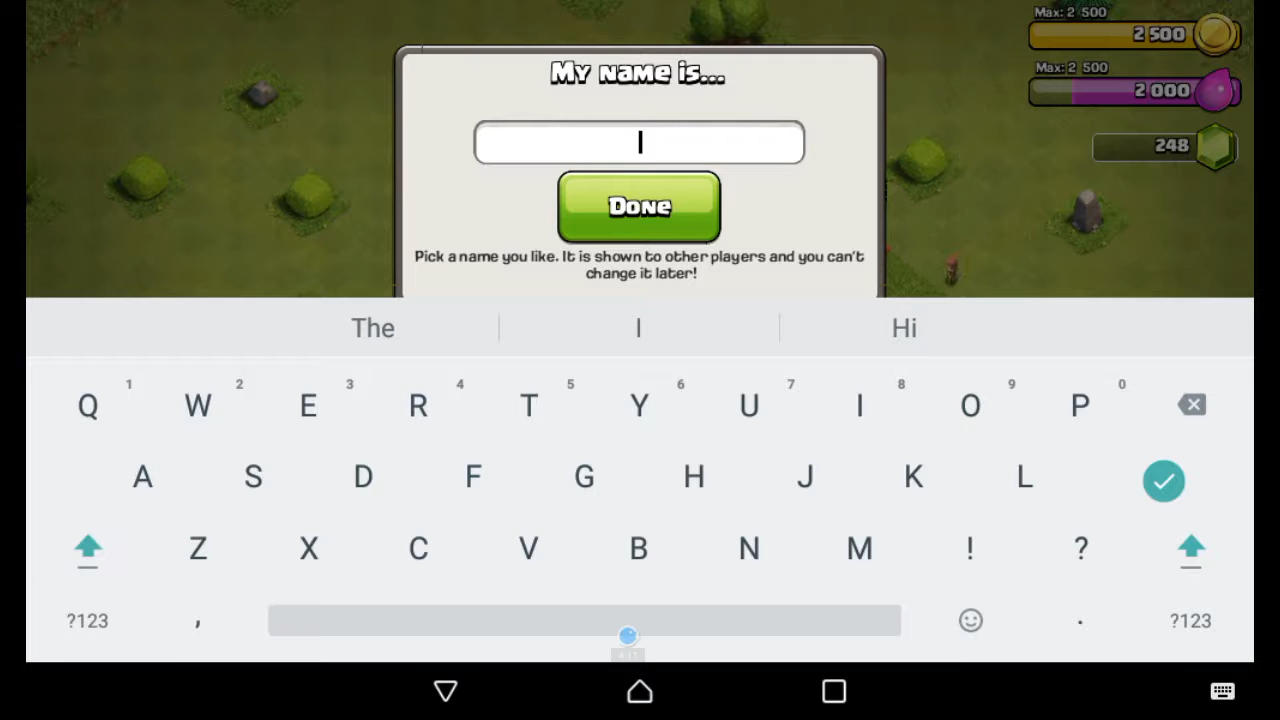 Max: 2 500
2 500
Max: 2 500
2 000
248
My name is...
Done
Pick a name you like. It is shown to other players and you can't
change it later!
The I Hi
1 2 3 4 5 6 7 8 9 0
Q W E R T Y U I O P
A S D F G H J K L
Z X C V B N M ! ?
?123 , . ?123